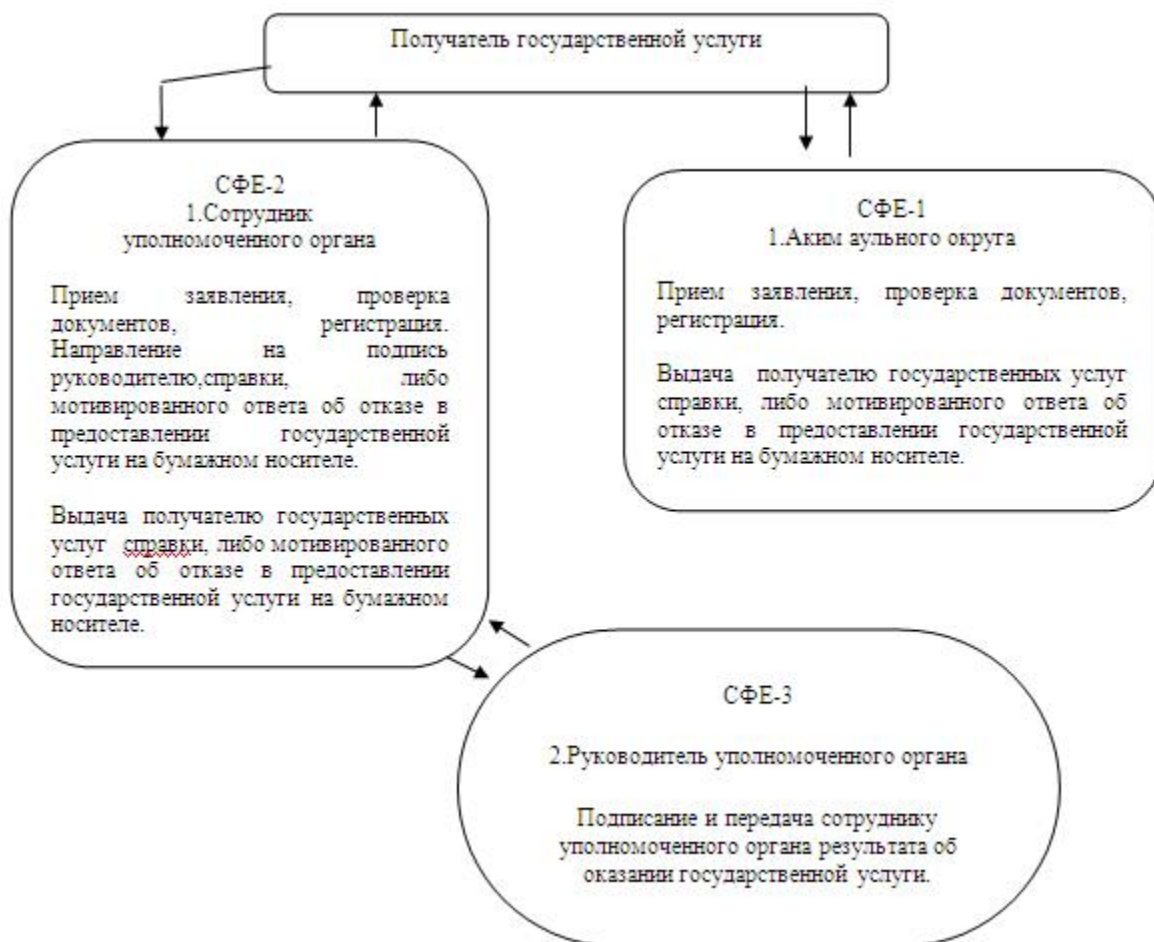 Получатель государственной услуги
СФЕ-2
1.Сотрудник
уполномоченного органа
Прием заявления, проверка
документов, регистрация.
Направление на подпись
руководителю,справки, либо
мотивированного ответа об отказе в
предоставлении государственной
услуги на бумажном носителе.
Выдача получателю государственных
услуг справки, либо мотивированного
ответа об отказе в предоставлении
государственной услуги на бумажном
носителе.
СФЕ-1
1.Аким аульного округа
Прием заявления, проверка документов,
регистрация.
Выдача получателю государственных услуг
справки, либо мотивированного ответа об
отказе в предоставлении государственной
услуги на бумажном носителе.
СФЕ-3
2.Руководитель уполномоченного органа
Подписание и передача сотруднику
уполномоченного органа результата об
оказании государственной услуги.